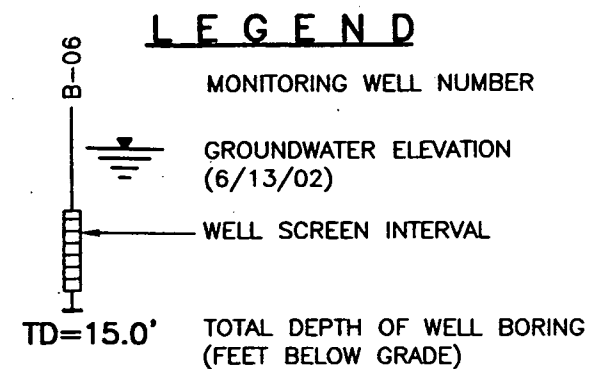 LEGEND
B-06
MONITORING WELL NUMBER
GROUNDWATER ELEVATION
(6/13/02)
WELL SCREEN INTERVAL
TD=15.0'
TOTAL DEPTH OF WELL BORING
(FEET BELOW GRADE)